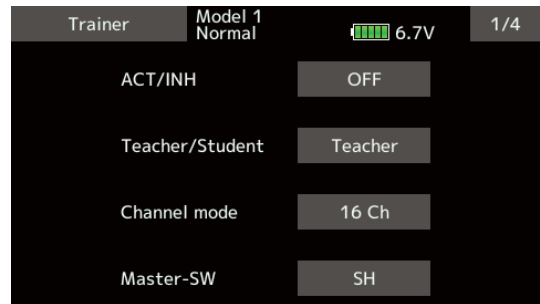 Trainer
Model 1
Normal
6.7V
1/4
ACT/INH OFF
Teacher/Student Teacher
Channel mode 16 Ch
Master-SW SH